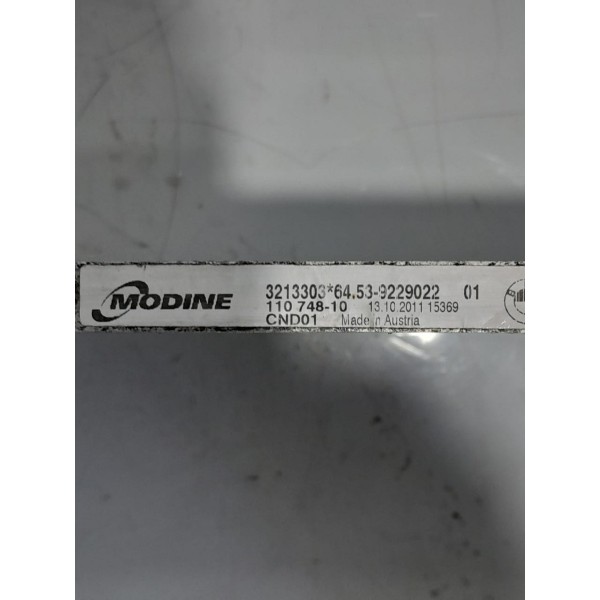 MODINE
3213303*64.53-9229022 01
110 748-10 13.10.2011 15369
CND01 Made in Austria